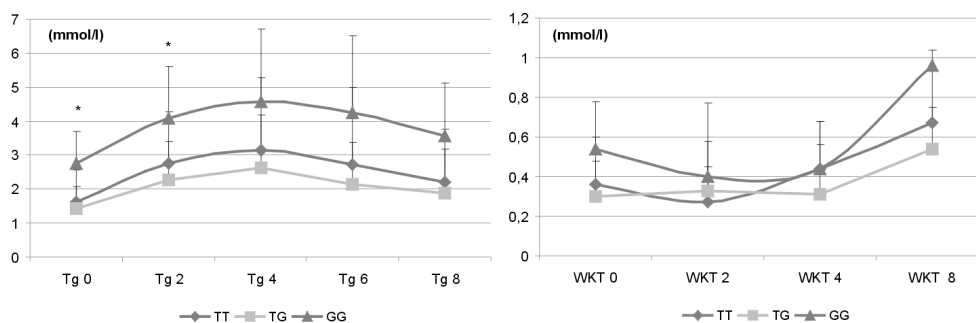 7
(mmol/l)
6
*
5
*
4
3
2
1
0
Tg 0 Tg 2 Tg 4 Tg 6 Tg 8
TT TG GG
1,2
(mmol/l)
1
0,8
0,6
0,4
0,2
0
WKT 0 WKT 2 WKT 4 WKT 8
TT TG GG